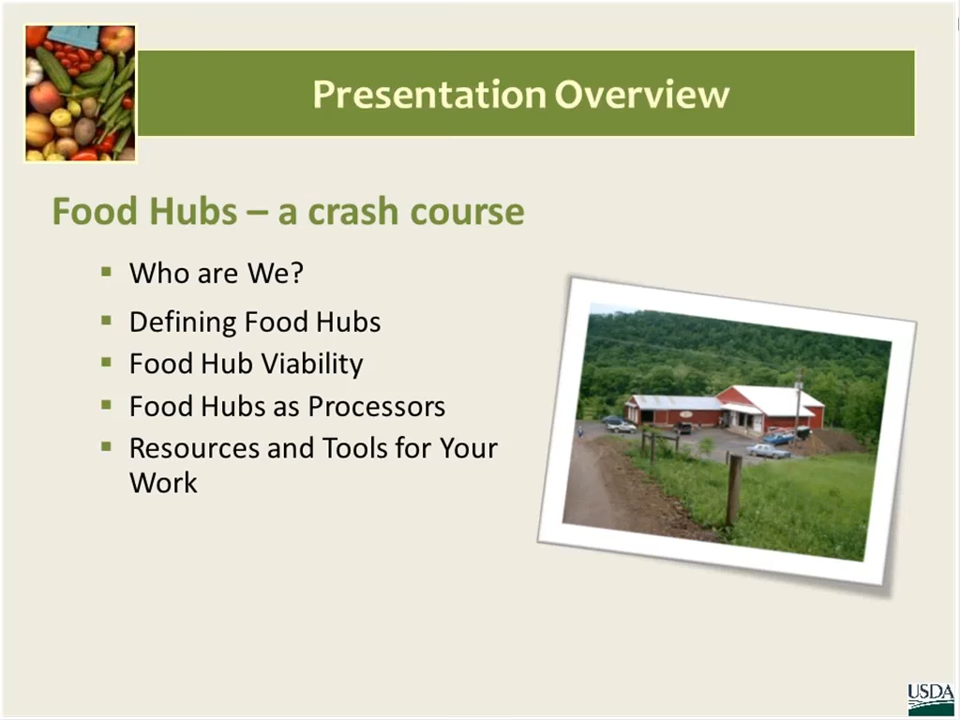 Presentation Overview
Food Hubs – a crash course
Who are We?
Defining Food Hubs
Food Hub Viability
Food Hubs as Processors
Resources and Tools for Your
Work
USDA